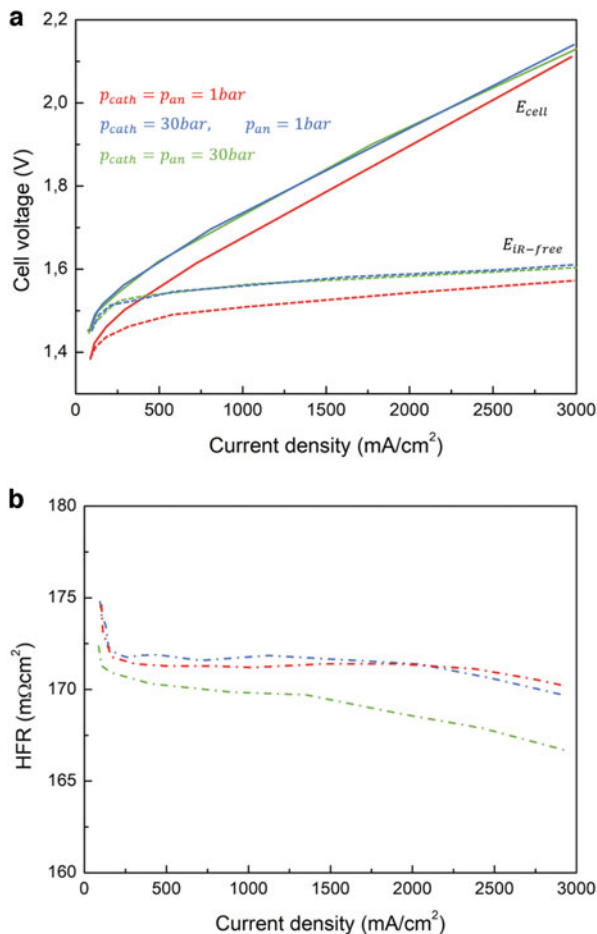 a
2,2
2,0
1,8
1,6
1,4
Cell voltage (V)
p_cath = p_an = 1bar
p_cath = 30bar, p_an = 1bar
p_cath = p_an = 30bar
E_cell
E_iR−free
0 500 1000 1500 2000 2500 3000
Current density (mA/cm²)
b
180
175
170
165
160
HFR (mΩcm²)
0 500 1000 1500 2000 2500 3000
Current density (mA/cm²)